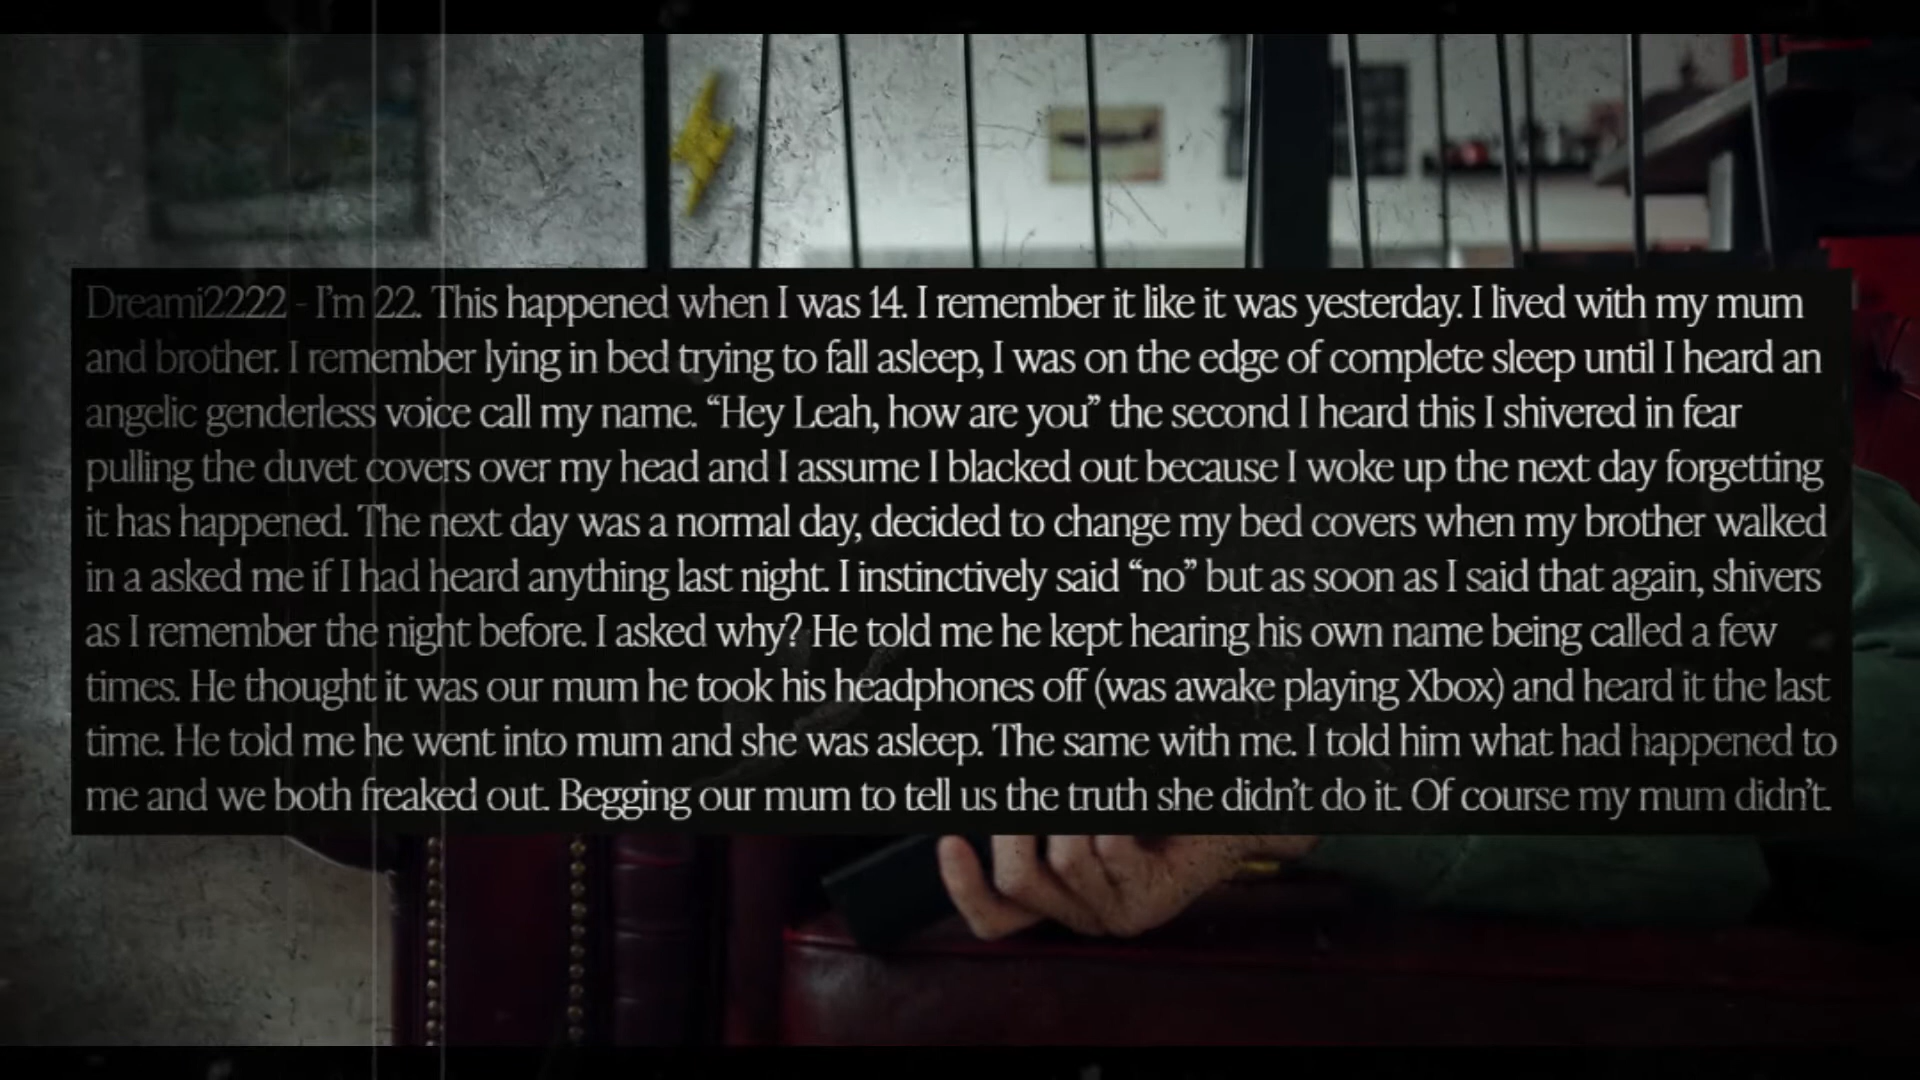 Dreami2222 - I'm 22. This happened when I was 14. I remember it like it was yesterday. I lived with my mum
and brother. I remember lying in bed trying to fall asleep, I was on the edge of complete sleep until I heard an
angelic genderless voice call my name. “Hey Leah, how are you” the second I heard this I shivered in fear
pulling the duvet covers over my head and I assume I blacked out because I woke up the next day forgetting
it has happened. The next day was a normal day, decided to change my bed covers when my brother walked
in a asked me if I had heard anything last night. I instinctively said “no” but as soon as I said that again, shivers
as I remember the night before. I asked why? He told me he kept hearing his own name being called a few
times. He thought it was our mum he took his headphones off (was awake playing Xbox) and heard it the last
time. He told me he went into mum and she was asleep. The same with me. I told him what had happened to
me and we both freaked out. Begging our mum to tell us the truth she didn't do it. Of course my mum didn't.